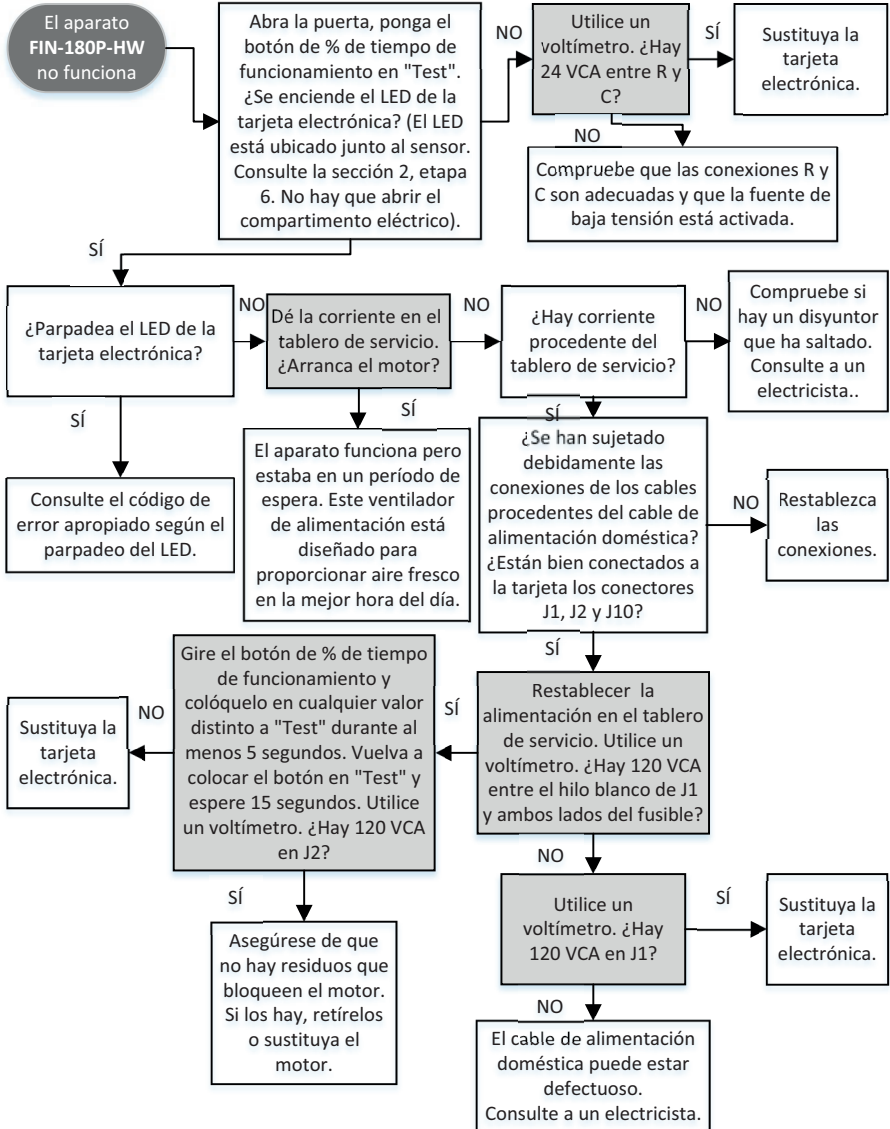 El aparato
FIN-180P-HW
no funciona
Abra la puerta, ponga el
botón de % de tiempo de
funcionamiento en "Test".
¿Se enciende el LED de la
tarjeta electrónica? (El LED
está ubicado junto al sensor.
Consulte la sección 2, etapa
6. No hay que abrir el
compartimento eléctrico).
NO
Utilice un
voltímetro. ¿Hay
24 VCA entre R y
C?
SÍ
Sustituya la
tarjeta
electrónica.
NO
Compruebe que las conexiones R y
C son adecuadas y que la fuente de
baja tensión está activada.
SÍ
¿Parpadea el LED de la
tarjeta electrónica?
NO
Dé la corriente en el
tablero de servicio.
¿Arranca el motor?
NO
¿Hay corriente
procedente del
tablero de servicio?
NO
Compruebe si
hay un disyuntor
que ha saltado.
Consulte a un
electricista..
SÍ
Consulte el código de
error apropiado según el
parpadeo del LED.
SÍ
El aparato funciona pero
estaba en un período de
espera. Este ventilador
de alimentación está
diseñado para
proporcionar aire fresco
en la mejor hora del día.
SÍ
¿Se han sujetado
debidamente las
conexiones de los cables
procedentes del cable de
alimentación doméstica?
¿Están bien conectados a
la tarjeta los conectores
J1, J2 y J10?
NO
Restablezca
las
conexiones.
SÍ
Restablecer la
alimentación en el tablero
de servicio. Utilice un
voltímetro. ¿Hay 120 VCA
entre el hilo blanco de J1
y ambos lados del fusible?
SÍ
Gire el botón de % de tiempo
de funcionamiento y
colóquelo en cualquier valor
distinto a "Test" durante al
menos 5 segundos. Vuelva a
colocar el botón en "Test" y
espere 15 segundos. Utilice
un voltímetro. ¿Hay 120 VCA
en J2?
NO
Sustituya la
tarjeta
electrónica.
SÍ
Asegúrese de que
no hay residuos que
bloqueen el motor.
Si los hay, retírelos
o sustituya el
motor.
NO
Utilice un
voltímetro. ¿Hay
120 VCA en J1?
SÍ
Sustituya la
tarjeta
electrónica.
NO
El cable de alimentación
doméstica puede estar
defectuoso.
Consulte a un electricista.